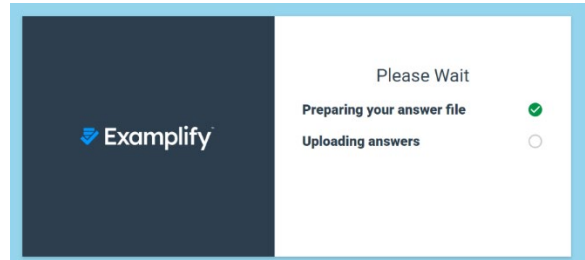 Examplify
Please Wait
Preparing your answer file
Uploading answers